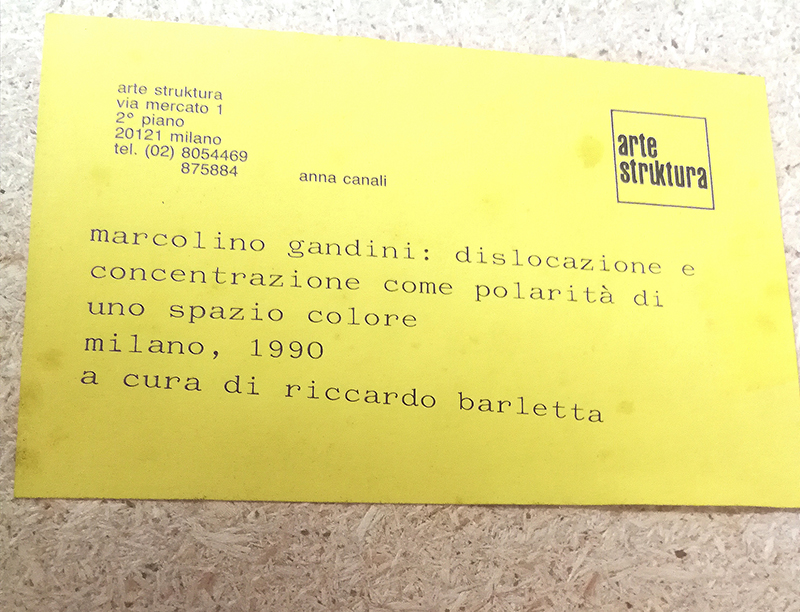 arte struktura
via mercato 1
2° piano
20121 milano
tel. (02) 8054469
875884
anna canali
arte
struktura
marcolino gandini: dislocazione e
concentrazione come polarità di
uno spazio colore
milano, 1990
a cura di riccardo barletta